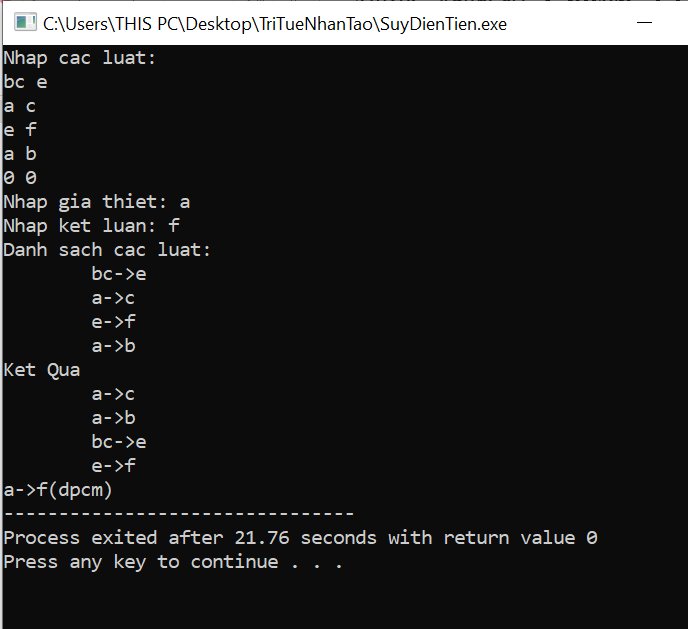 C:\Users\THIS PC\Desktop\TriTueNhanTao\SuyDienTien.exe
Nhap cac luat:
bc e
a c
e f
a b
0 0
Nhap gia thiet: a
Nhap ket luan: f
Danh sach cac luat:
bc->e
a->c
e->f
a->b
Ket Qua
a->c
a->b
bc->e
e->f
a->f(dpcm)
--------------------------------
Process exited after 21.76 seconds with return value 0
Press any key to continue . . .